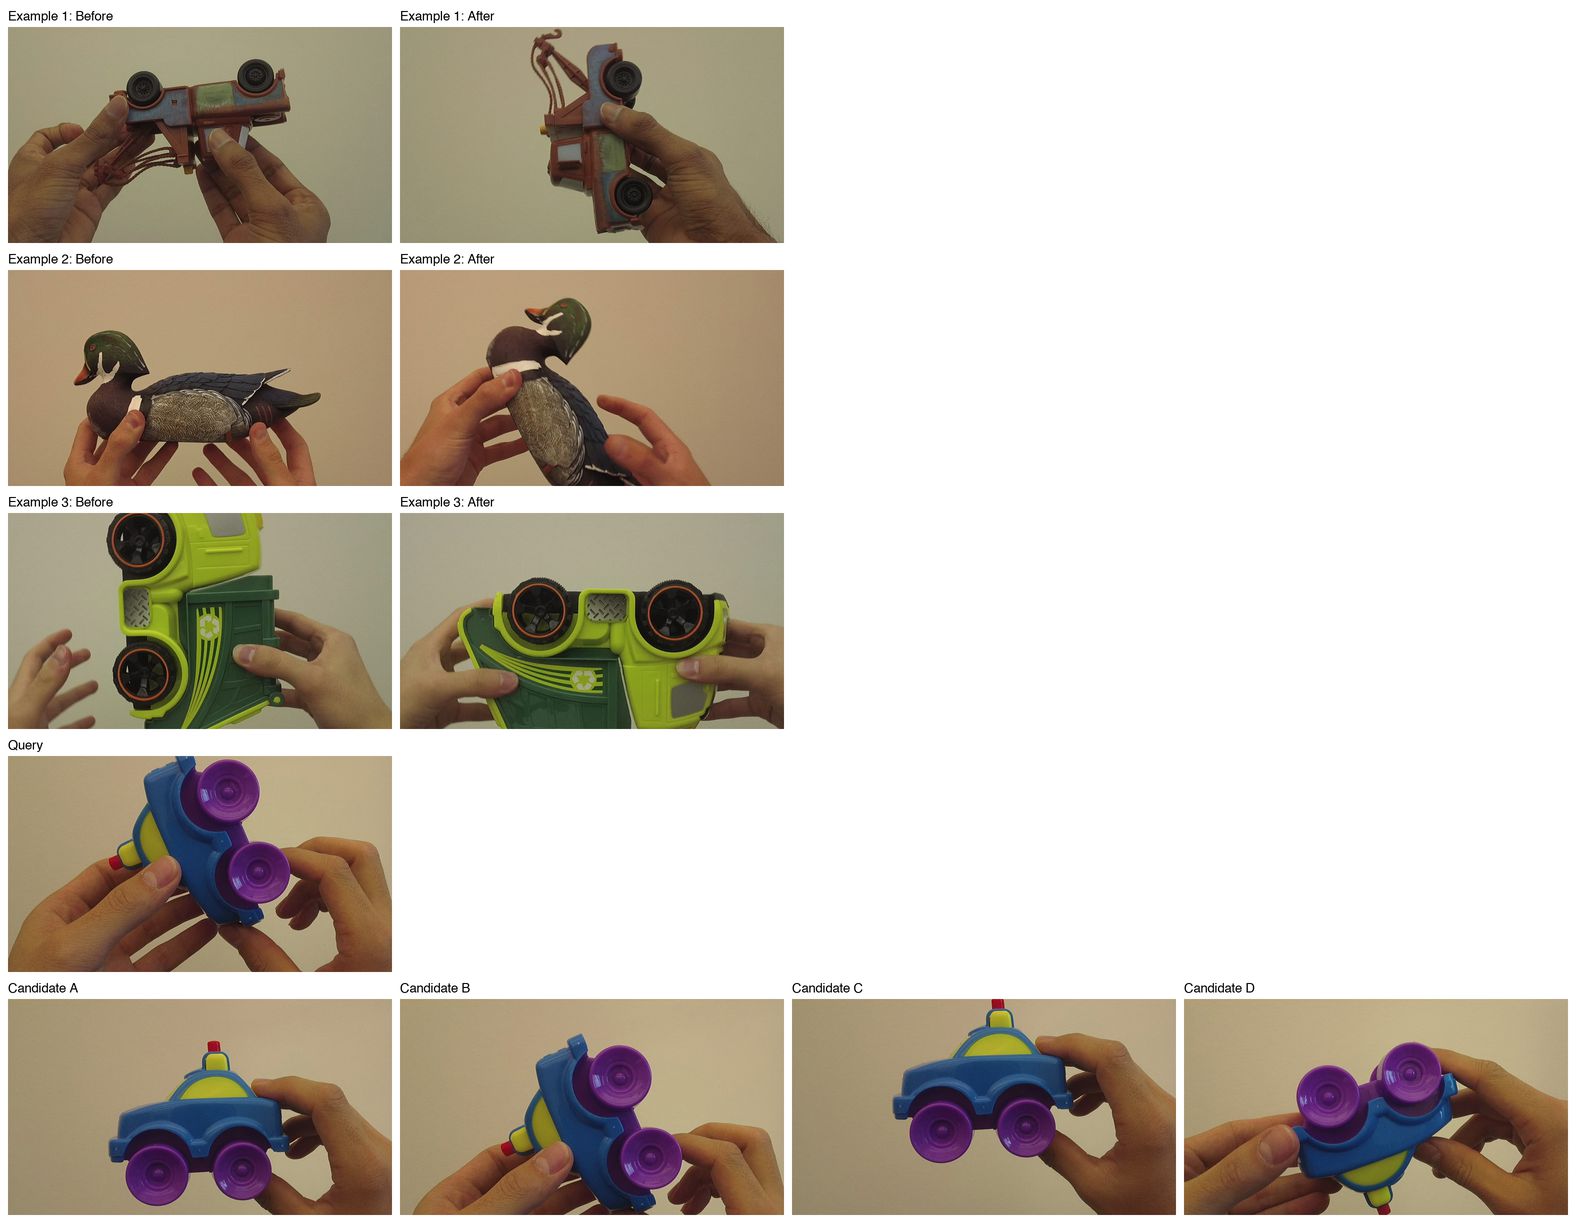 Example 1: Before
Example 1: After
Example 2: Before
Example 2: After
Example 3: Before
Example 3: After
Query
Candidate A
Candidate B
Candidate C
Candidate D